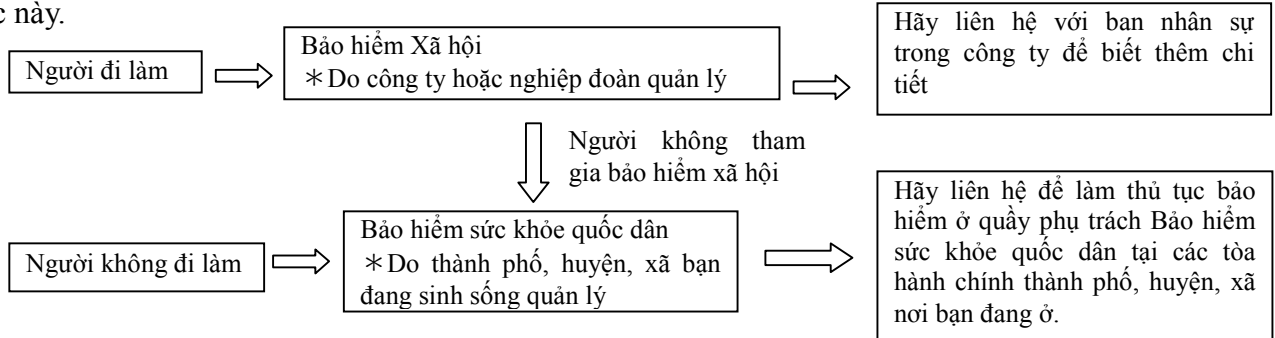 c này.
Người đi làm
Bảo hiểm Xã hội
＊Do công ty hoặc nghiệp đoàn quản lý
Hãy liên hệ với ban nhân sự
trong công ty để biết thêm chi
tiết
Người không tham
gia bảo hiểm xã hội
Người không đi làm
Bảo hiểm sức khỏe quốc dân
＊Do thành phố, huyện, xã bạn
đang sinh sống quản lý
Hãy liên hệ để làm thủ tục bảo
hiểm ở quầy phụ trách Bảo hiểm
sức khỏe quốc dân tại các tòa
hành chính thành phố, huyện, xã
nơi bạn đang ở.